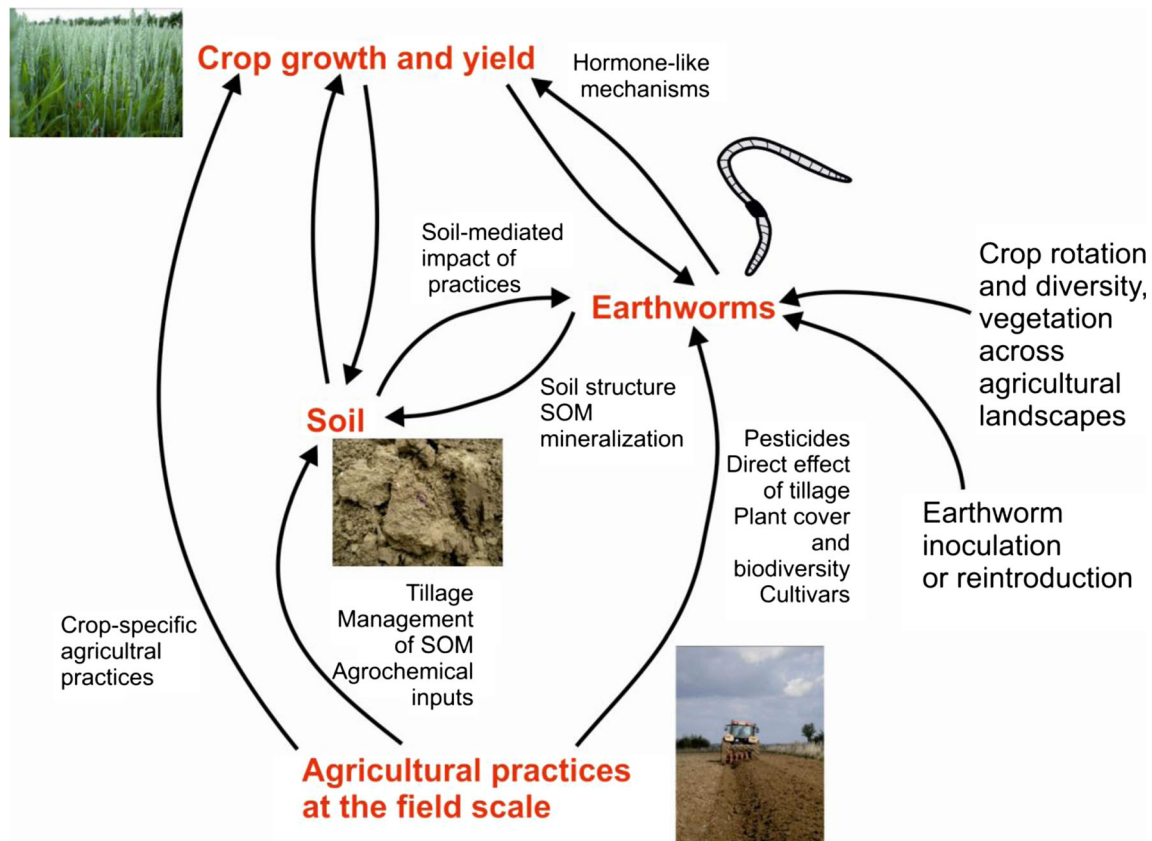 Crop growth and yield
Hormone-like
mechanisms
Soil-mediated
impact of
practices
Earthworms
Crop rotation
and diversity,
vegetation
across
agricultural
landscapes
Soil
Soil structure
SOM
mineralization
Pesticides
Direct effect
of tillage
Plant cover
and
biodiversity
Cultivars
Earthworm
inoculation
or reintroduction
Tillage
Management
of SOM
Agrochemical
inputs
Crop-specific
agricultral
practices
Agricultural practices
at the field scale